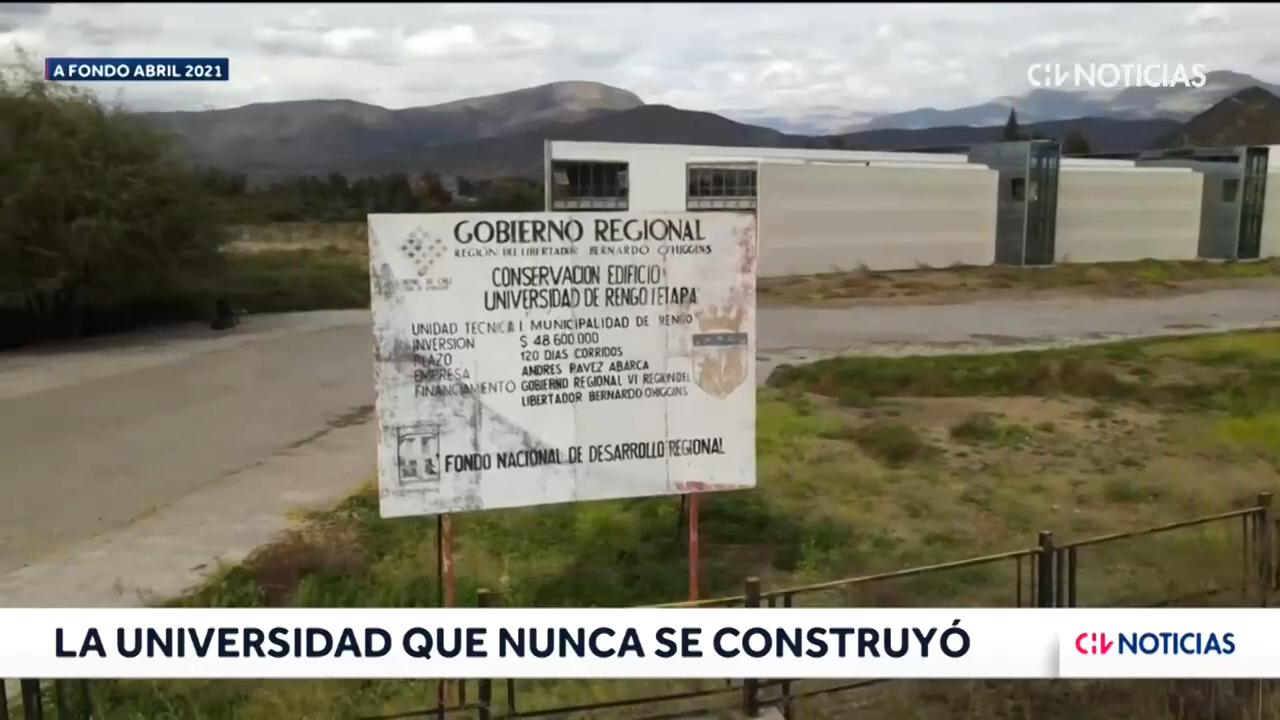 A FONDO ABRIL 2021
CHV NOTICIAS
GOBIERNO REGIONAL
REGION DEL LIBERTADOR BERNARDO O'HIGGINS
CONSERVACION EDIFICIO
UNIVERSIDAD DE RENGO I ETAPA
UNIDAD TECNICA I. MUNICIPALIDAD DE RENGO
INVERSION $ 48.600.000
PLAZO 120 DIAS CORRIDOS
EMPRESA ANDRES PAVEZ ABARCA
FINANCIAMIENTO GOBIERNO REGIONAL VI REGION DEL
LIBERTADOR BERNARDO O'HIGGINS
FONDO NACIONAL DE DESARROLLO REGIONAL
LA UNIVERSIDAD QUE NUNCA SE CONSTRUYÓ
CHV NOTICIAS